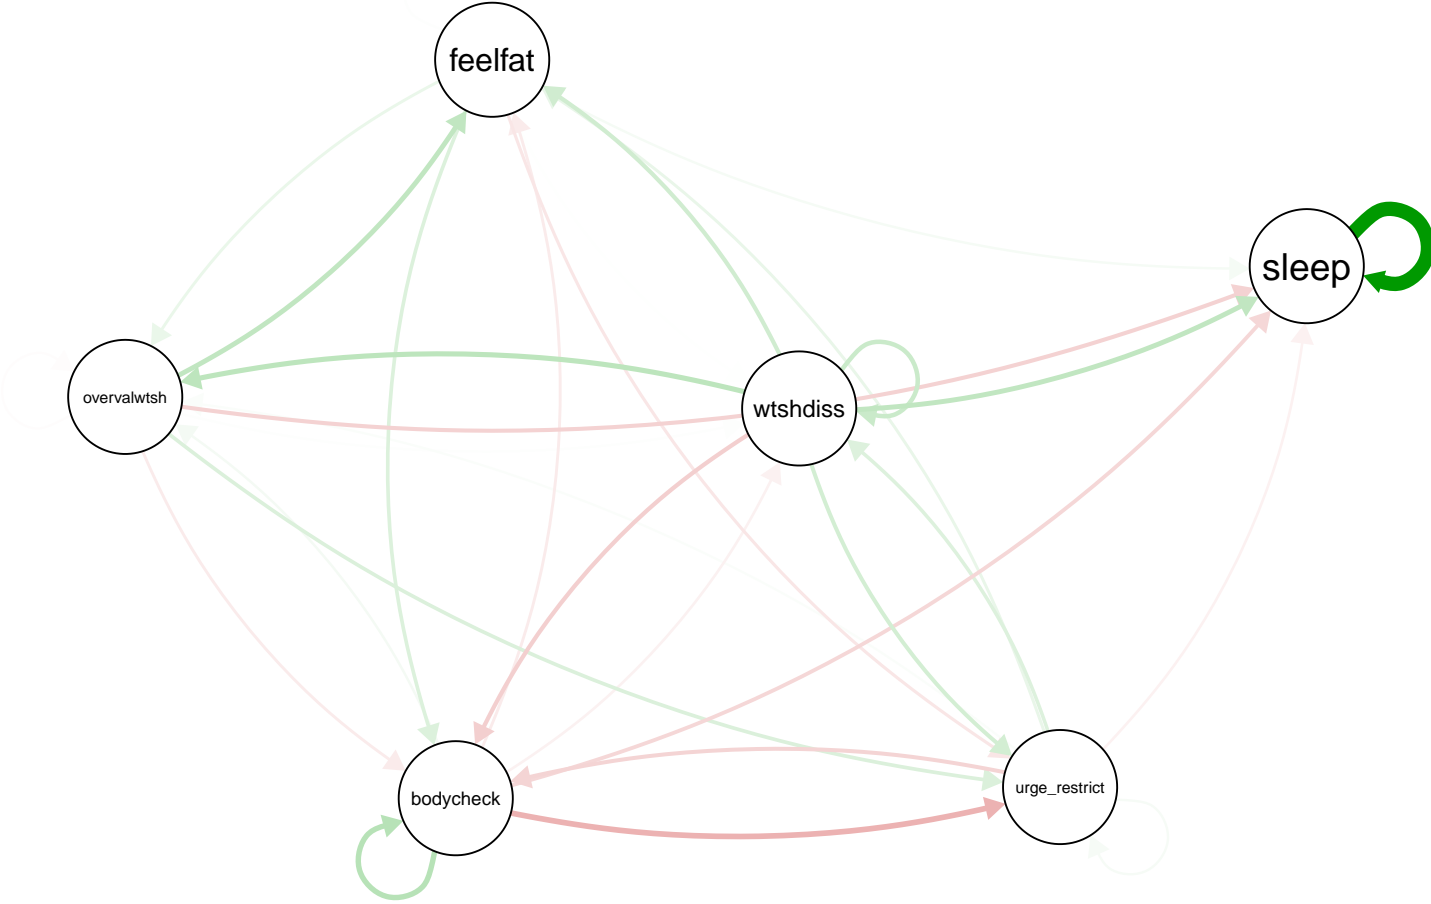 feelfat
sleep
overvalwtsh
wtshdiss
bodycheck
urge_restrict